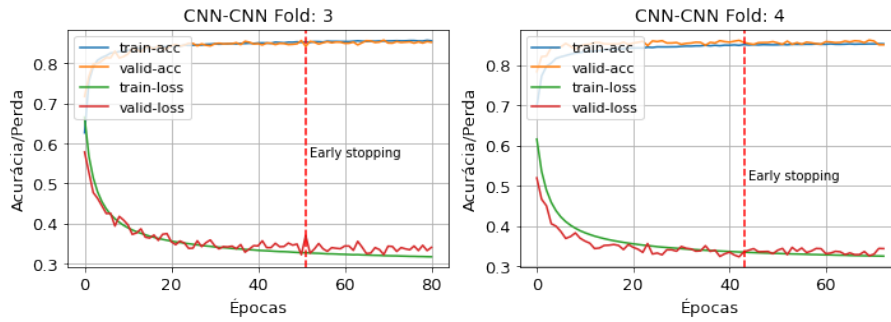 CNN-CNN Fold: 3
train-acc
valid-acc
train-loss
valid-loss
Early stopping
Acurácia/Perda
0.8
0.7
0.6
0.5
0.4
0.3
0 20 40 60 80
Épocas
CNN-CNN Fold: 4
train-acc
valid-acc
train-loss
valid-loss
Early stopping
Acurácia/Perda
0.8
0.7
0.6
0.5
0.4
0.3
0 20 40 60
Épocas